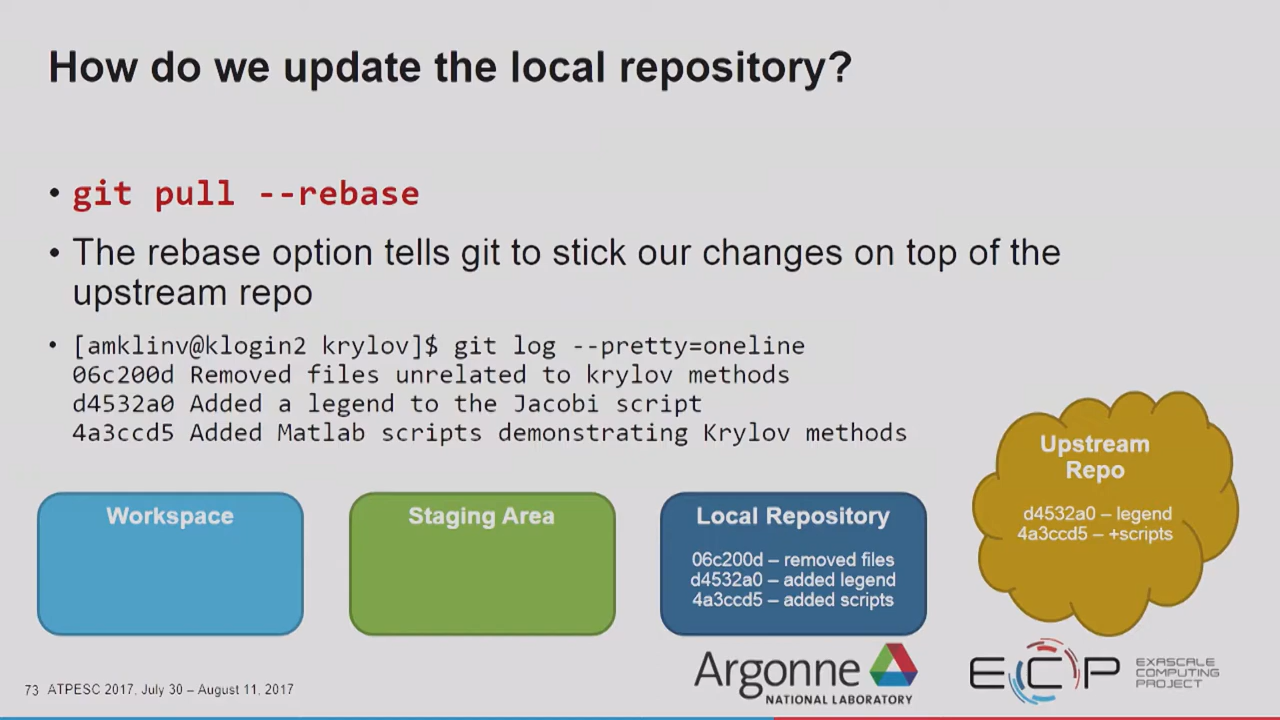 How do we update the local repository?
• git pull --rebase
• The rebase option tells git to stick our changes on top of the
upstream repo
• [amklinv@klogin2 krylov]$ git log --pretty=oneline
06c200d Removed files unrelated to krylov methods
d4532a0 Added a legend to the Jacobi script
4a3ccd5 Added Matlab scripts demonstrating Krylov methods
Workspace
Staging Area
Local Repository
06c200d – removed files
d4532a0 – added legend
4a3ccd5 – added scripts
Upstream
Repo
d4532a0 – legend
4a3ccd5 – +scripts
73 ATPESC 2017, July 30 – August 11, 2017
Argonne
NATIONAL LABORATORY
ECP
EXASCALE
COMPUTING
PROJECT